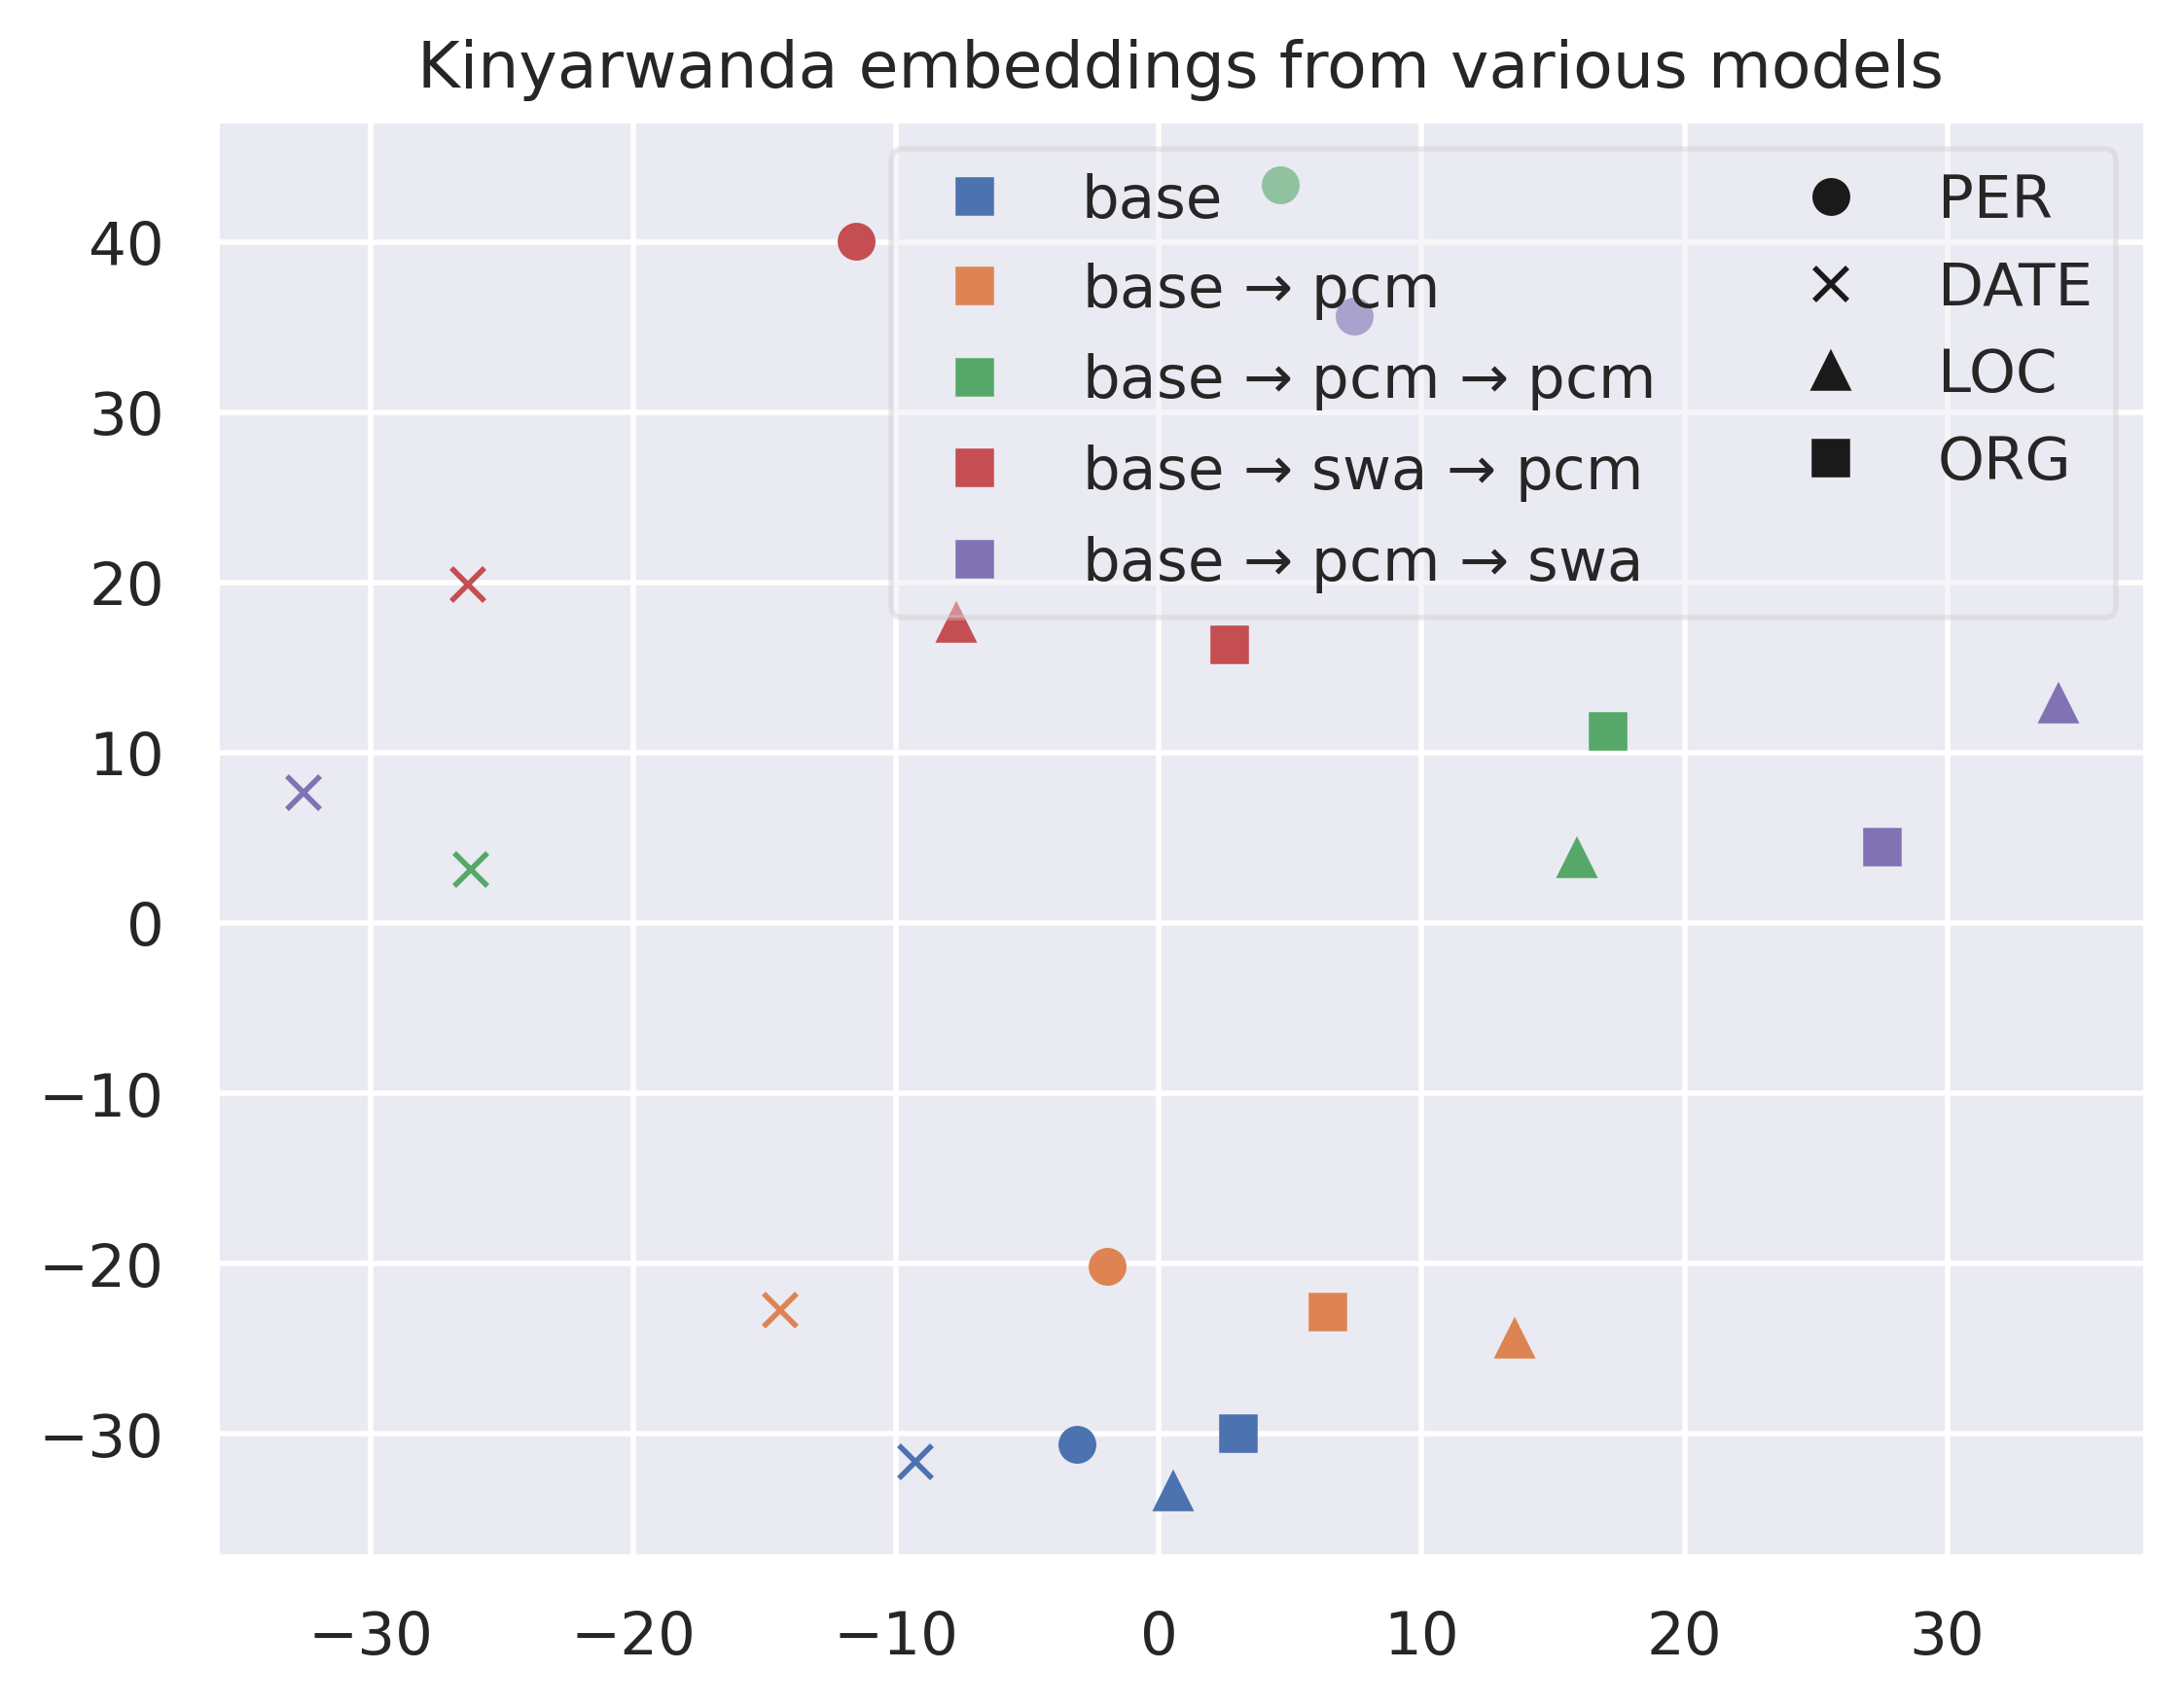 Kinyarwanda embeddings from various models
base
base → pcm
base → pcm → pcm
base → swa → pcm
base → pcm → swa
PER
DATE
LOC
ORG
40
30
20
10
0
−10
−20
−30
−30 −20 −10 0 10 20 30